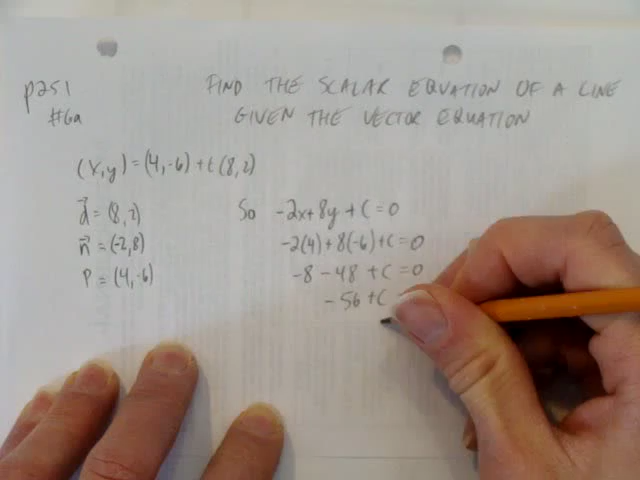 p251
#6a
FIND THE SCALAR EQUATION OF A LINE
GIVEN THE VECTOR EQUATION
(x,y) = (4,-6) + t(8,2)
d⃗ = (8,2)
n⃗ = (-2,8)
P = (4,-6)
So -2x+8y+C=0
-2(4)+8(-6)+C=0
-8-48+C=0
-56+C